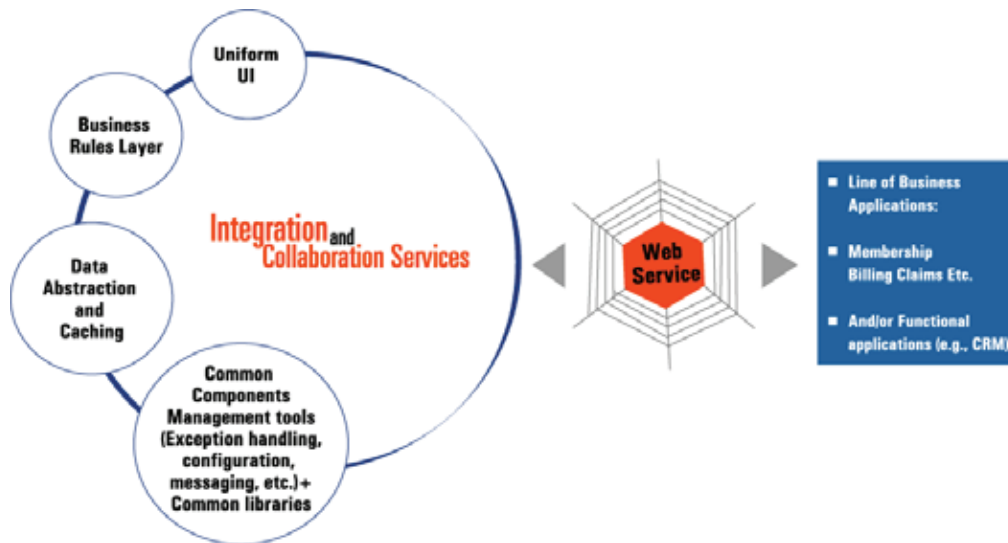 Uniform
UI
Business
Rules Layer
Data
Abstraction
and
Caching
Common
Components
Management tools
(Exception handling,
configuration,
messaging, etc.)+
Common libraries
Integration and
Collaboration Services
Web
Service
Line of Business
Applications:
Membership
Billing Claims Etc.
And/or Functional
applications (e.g., CRM)